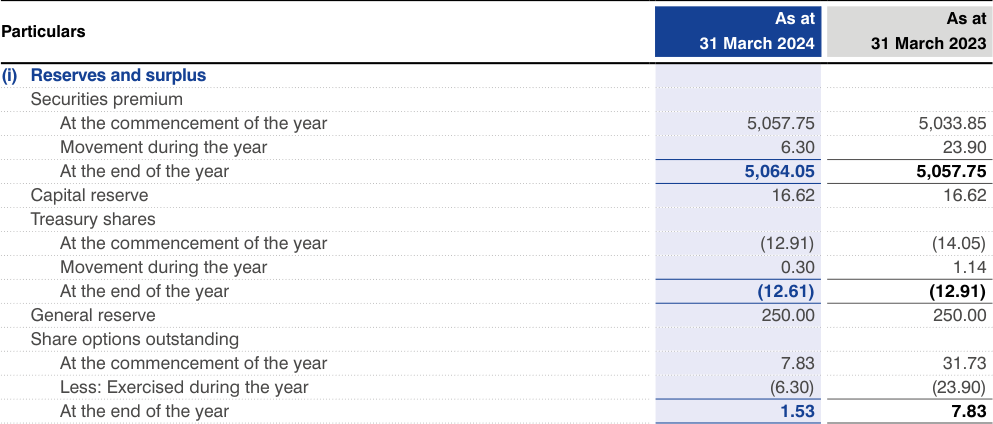 Particulars As at 31 March 2024 As at 31 March 2023
(i) Reserves and surplus
Securities premium
At the commencement of the year 5,057.75 5,033.85
Movement during the year 6.30 23.90
At the end of the year 5,064.05 5,057.75
Capital reserve 16.62 16.62
Treasury shares
At the commencement of the year (12.91) (14.05)
Movement during the year 0.30 1.14
At the end of the year (12.61) (12.91)
General reserve 250.00 250.00
Share options outstanding
At the commencement of the year 7.83 31.73
Less: Exercised during the year (6.30) (23.90)
At the end of the year 1.53 7.83